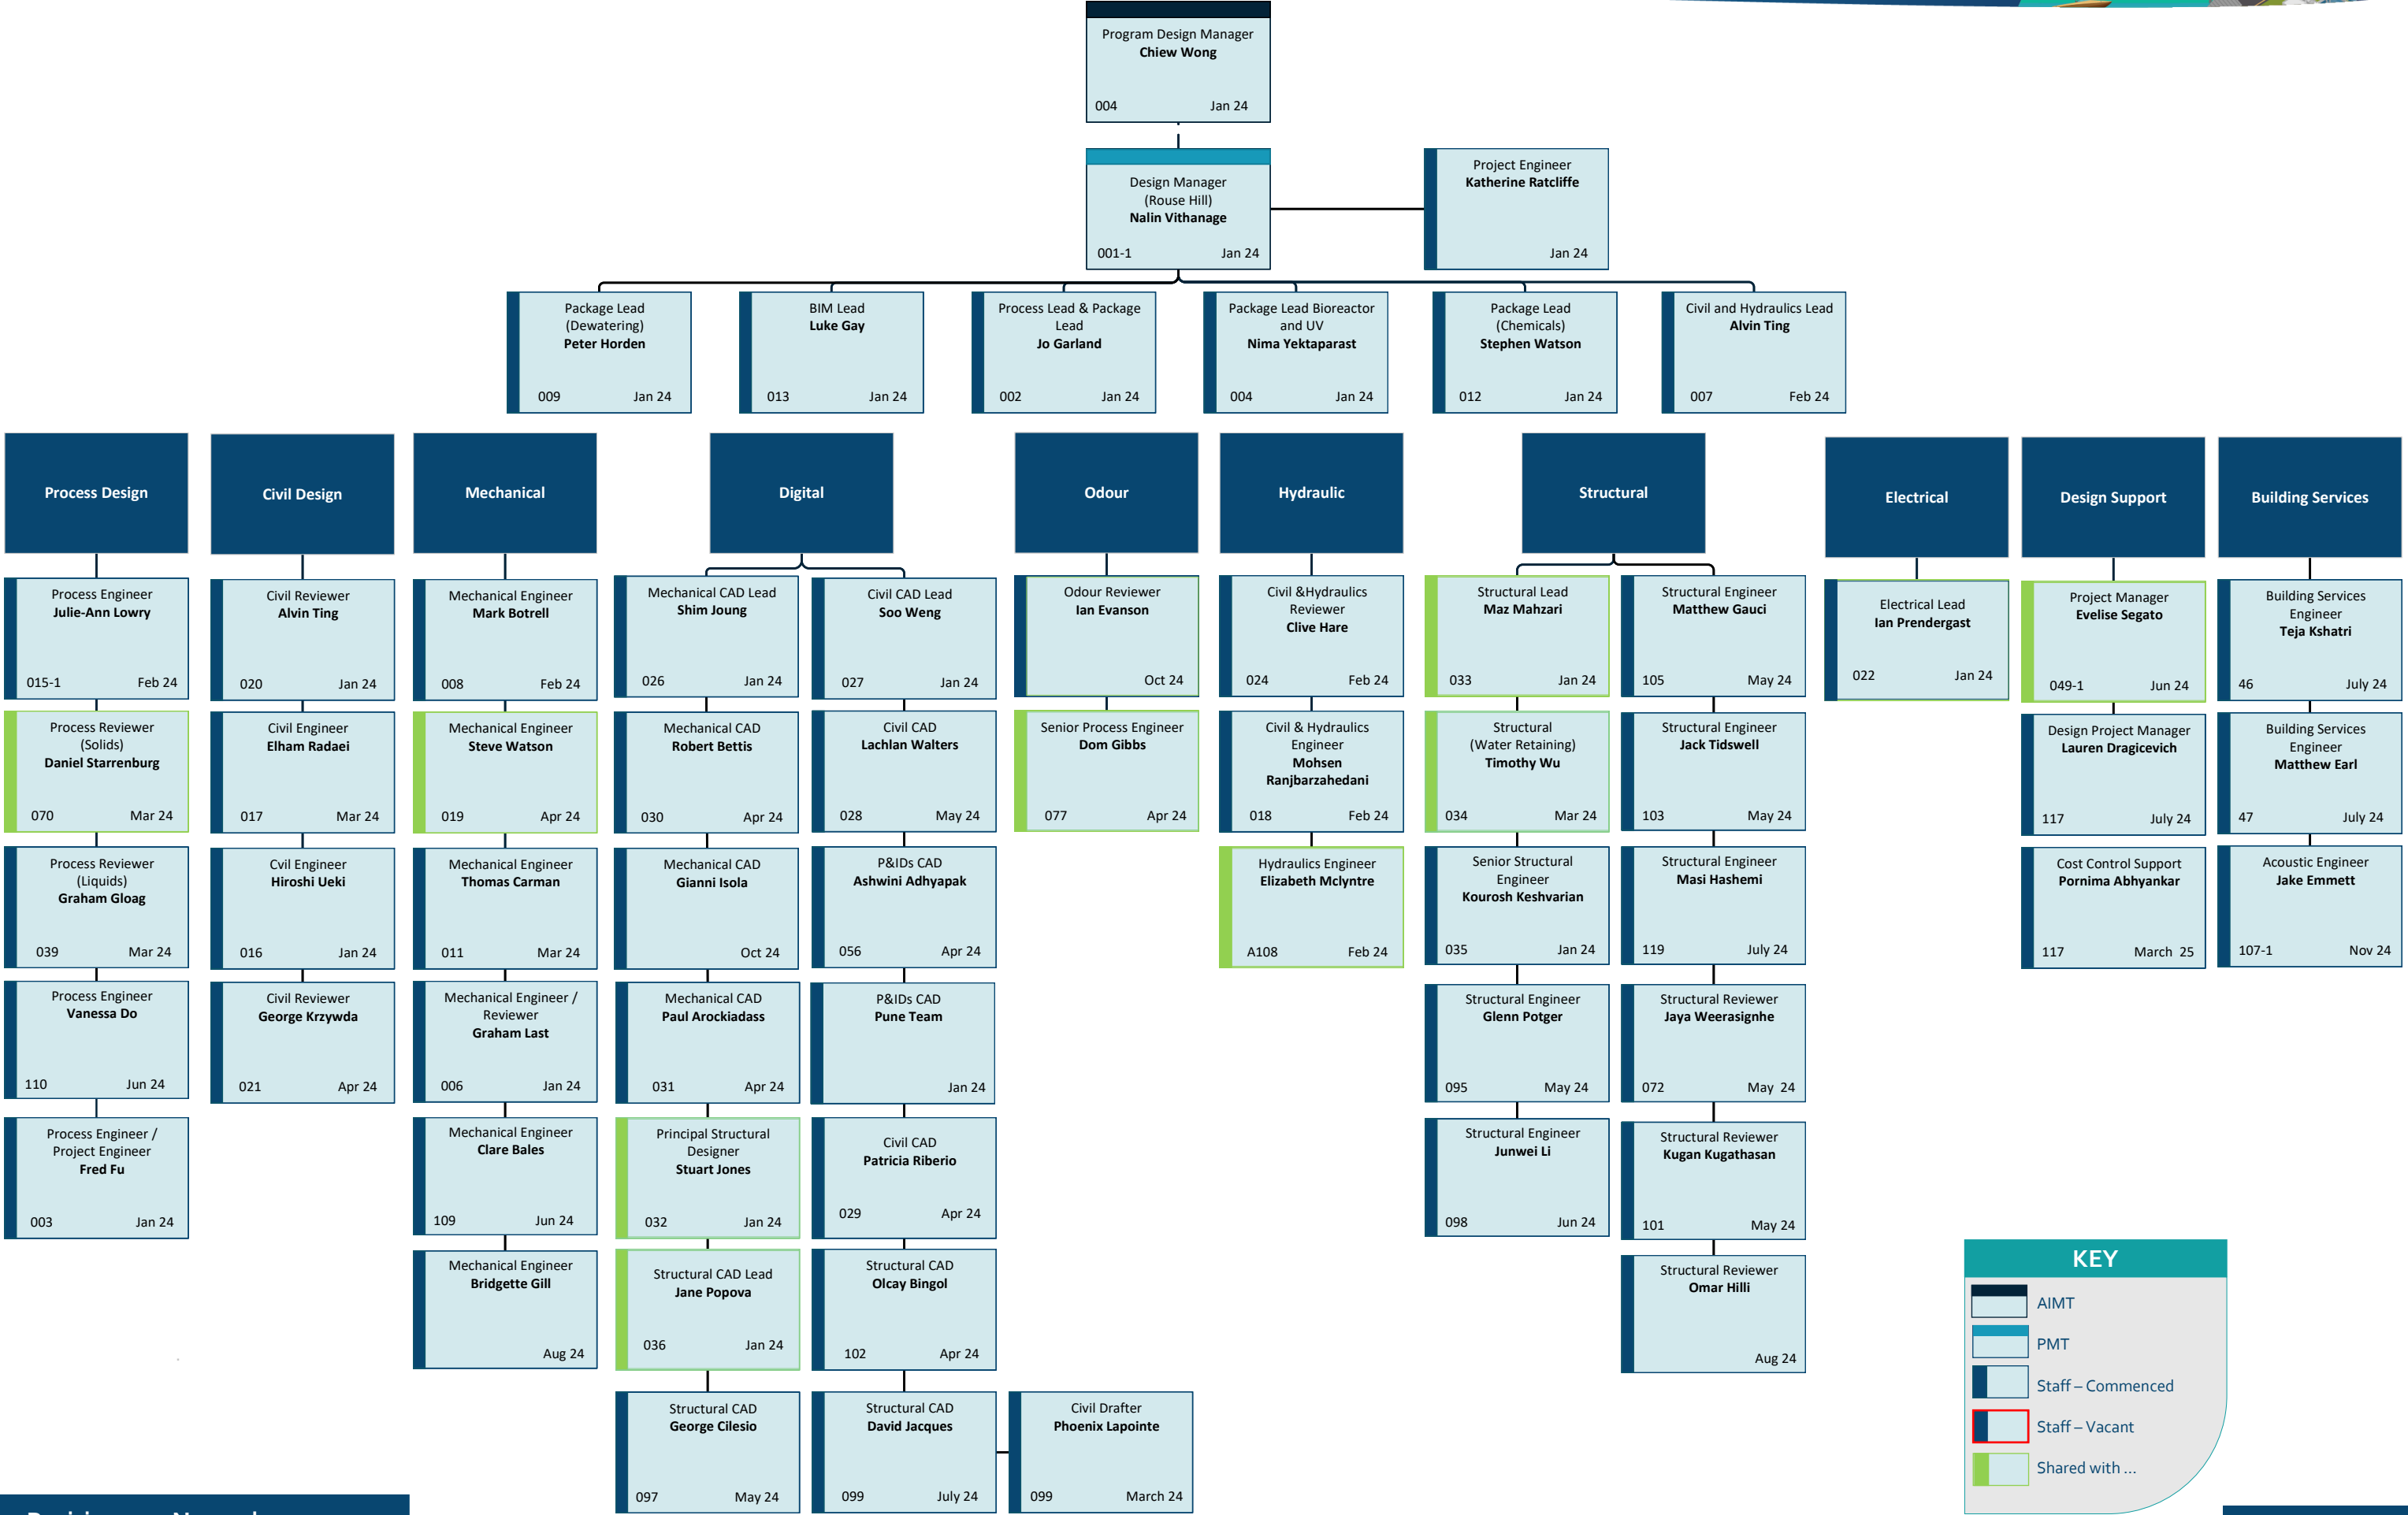 Program Design Manager
Chiew Wong
004 Jan 24
Design Manager
(Rouse Hill)
Nalin Vithanage
001-1 Jan 24
Project Engineer
Katherine Ratcliffe
Jan 24
Package Lead
(Dewatering)
Peter Horden
009 Jan 24
BIM Lead
Luke Gay
013 Jan 24
Process Lead & Package
Lead
Jo Garland
002 Jan 24
Package Lead Bioreactor
and UV
Nima Yektaparast
004 Jan 24
Package Lead
(Chemicals)
Stephen Watson
012 Jan 24
Civil and Hydraulics Lead
Alvin Ting
007 Feb 24
Process Design
Process Engineer
Julie-Ann Lowry
015-1 Feb 24
Process Reviewer
(Solids)
Daniel Starrenburg
070 Mar 24
Process Reviewer
(Liquids)
Graham Gloag
039 Mar 24
Process Engineer
Vanessa Do
110 Jun 24
Process Engineer /
Project Engineer
Fred Fu
003 Jan 24
Civil Design
Civil Reviewer
Alvin Ting
020 Jan 24
Civil Engineer
Elham Radaei
017 Mar 24
Cvil Engineer
Hiroshi Ueki
016 Jan 24
Civil Reviewer
George Krzywda
021 Apr 24
Mechanical
Mechanical Engineer
Mark Botrell
008 Feb 24
Mechanical Engineer
Steve Watson
019 Apr 24
Mechanical Engineer
Thomas Carman
011 Mar 24
Mechanical Engineer /
Reviewer
Graham Last
006 Jan 24
Mechanical Engineer
Clare Bales
109 Jun 24
Mechanical Engineer
Bridgette Gill
Aug 24
Digital
Mechanical CAD Lead
Shim Joung
026 Jan 24
Mechanical CAD
Robert Bettis
030 Apr 24
Mechanical CAD
Gianni Isola
Oct 24
Mechanical CAD
Paul Arockiadass
031 Apr 24
Principal Structural
Designer
Stuart Jones
032 Jan 24
Structural CAD Lead
Jane Popova
036 Jan 24
Structural CAD
George Cilesio
097 May 24
Civil CAD Lead
Soo Weng
027 Jan 24
Civil CAD
Lachlan Walters
028 May 24
P&IDs CAD
Ashwini Adhyapak
056 Apr 24
P&IDs CAD
Pune Team
Jan 24
Civil CAD
Patricia Riberio
029 Apr 24
Structural CAD
Olcay Bingol
102 Apr 24
Structural CAD
David Jacques
099 July 24
Civil Drafter
Phoenix Lapointe
099 March 24
Odour
Odour Reviewer
Ian Evanson
Oct 24
Senior Process Engineer
Dom Gibbs
077 Apr 24
Hydraulic
Civil &Hydraulics
Reviewer
Clive Hare
024 Feb 24
Civil & Hydraulics
Engineer
Mohsen
Ranjbarzahedani
018 Feb 24
Hydraulics Engineer
Elizabeth Mclyntre
A108 Feb 24
Structural
Structural Lead
Maz Mahzari
033 Jan 24
Structural
(Water Retaining)
Timothy Wu
034 Mar 24
Senior Structural
Engineer
Kourosh Keshvarian
035 Jan 24
Structural Engineer
Glenn Potger
095 May 24
Structural Engineer
Junwei Li
098 Jun 24
Structural Engineer
Matthew Gauci
105 May 24
Structural Engineer
Jack Tidswell
103 May 24
Structural Engineer
Masi Hashemi
119 July 24
Structural Reviewer
Jaya Weerasignhe
072 May 24
Structural Reviewer
Kugan Kugathasan
101 May 24
Structural Reviewer
Omar Hilli
Aug 24
Electrical
Electrical Lead
Ian Prendergast
022 Jan 24
Design Support
Project Manager
Evelise Segato
049-1 Jun 24
Design Project Manager
Lauren Dragicevich
117 July 24
Cost Control Support
Pornima Abhyankar
117 March 25
Building Services
Building Services
Engineer
Teja Kshatri
46 July 24
Building Services
Engineer
Matthew Earl
47 July 24
Acoustic Engineer
Jake Emmett
107-1 Nov 24
KEY
AIMT
PMT
Staff – Commenced
Staff – Vacant
Shared with ...